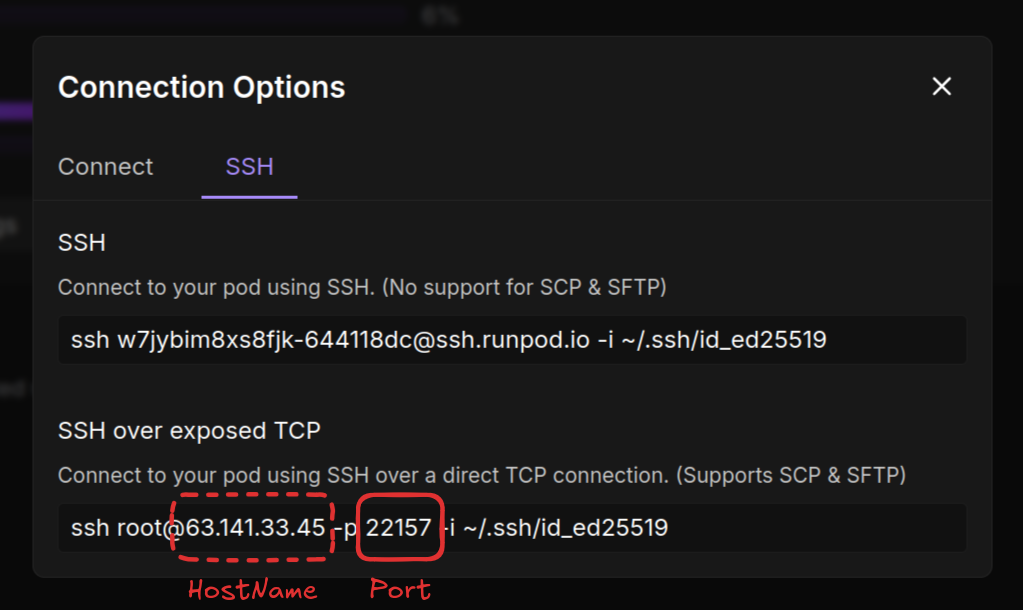 6%
Connection Options
Connect SSH
SSH
Connect to your pod using SSH. (No support for SCP & SFTP)
ssh w7jybim8xs8fjk-644118dc@ssh.runpod.io -i ~/.ssh/id_ed25519
SSH over exposed TCP
Connect to your pod using SSH over a direct TCP connection. (Supports SCP & SFTP)
ssh root@63.141.33.45 -p 22157 -i ~/.ssh/id_ed25519
HostName Port